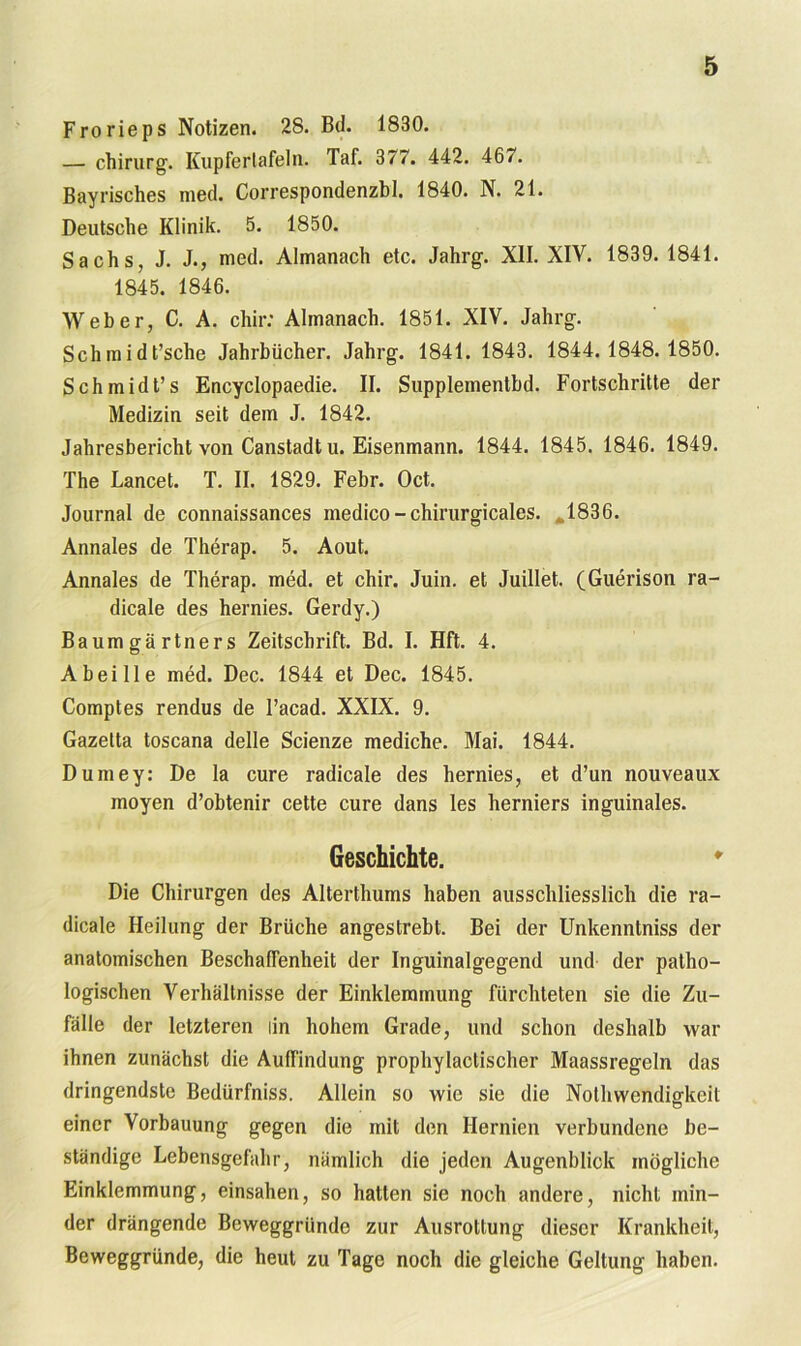 5
Frorieps Notizen. 28. Bd. 1830.
— chirurg. Kupfertafeln. Taf. 377. 442. 467.
Bayrisches med. Correspondenzbl. 1840. N. 21.
Deutsche Klinik. 5. 1850.
Sachs, J. J., med. Almanach etc. Jahrg. XII. XIV. 1839. 1841.
1845. 1846.
Weber, C. A. chir: Almanach. 1851. XIV. Jahrg.
Schmidt’sche Jahrbücher. Jahrg. 1841. 1843. 1844. 1848. 1850.
Schmidt’s Encyclopaedie. II. Supplementbd. Fortschritte der
Medizin seit dem J. 1842.
Jahresbericht von Canstadt u. Eisenmann. 1844. 1845. 1846. 1849.
The Lancet. T. II. 1829. Febr. Oct.
Journal de connaissances medico-chirurgicales. 1836.
Annales de Thérap. 5. Aout.
Annales de Thérap. méd. et chir. Juin. et Juillet. (Guérison ra-
dicale des hernies. Gerdy.)
Baumgärtners Zeitschrift. Bd. I. Hft. 4.
Abeille méd. Dec. 1844 et Dec. 1845.
Comptes rendus de l’acad. XXIX. 9.
Gazetta toscana delle Scienze mediche. Mai. 1844.
Dumey: De la cure radicale des hernies, et d’un nouveaux
moyen d’obtenir cette cure dans les herniers inguinales.
Geschichte.
Die Chirurgen des Alterthums haben ausschliesslich die ra-
dicale Heilung der Brüche angestrebt. Bei der Unkenntniss der
anatomischen Beschaffenheit der Inguinalgegend und der patho-
logischen Verhältnisse der Einklemmung fürchteten sie die Zu-
fälle der letzteren in hohem Grade, und schon deshalb war
ihnen zunächst die Auffindung prophylactischer Maassregeln das
dringendste Bedürfniss. Allein so wie sie die Nothwendigkeit
einer Vorbauung gegen die mit den Hernien verbundene be-
ständige Lebensgefahr, nämlich die jeden Augenblick mögliche
Einklemmung, einsahen, so hatten sie noch andere, nicht min-
der drängende Beweggründe zur Ausrottung dieser Krankheit,
Beweggründe, die heut zu Tage noch die gleiche Geltung haben.